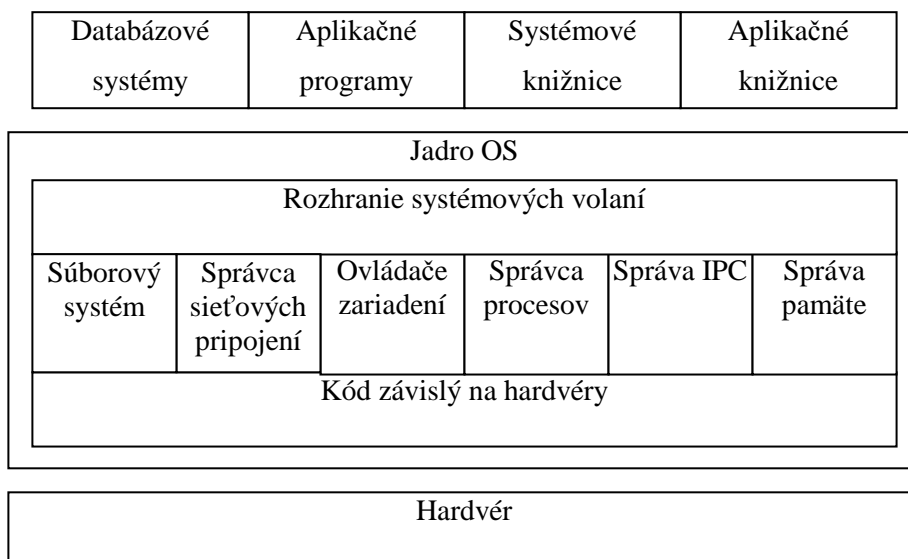 Databázové
systémy
Aplikačné
programy
Systémové
knižnice
Aplikačné
knižnice
Jadro OS
Rozhranie systémových volaní
Súborový
systém
Správca
sieťových
pripojení
Ovládače
zariadení
Správca
procesov
Správa IPC
Správa
pamäte
Kód závislý na hardvéry
Hardvér